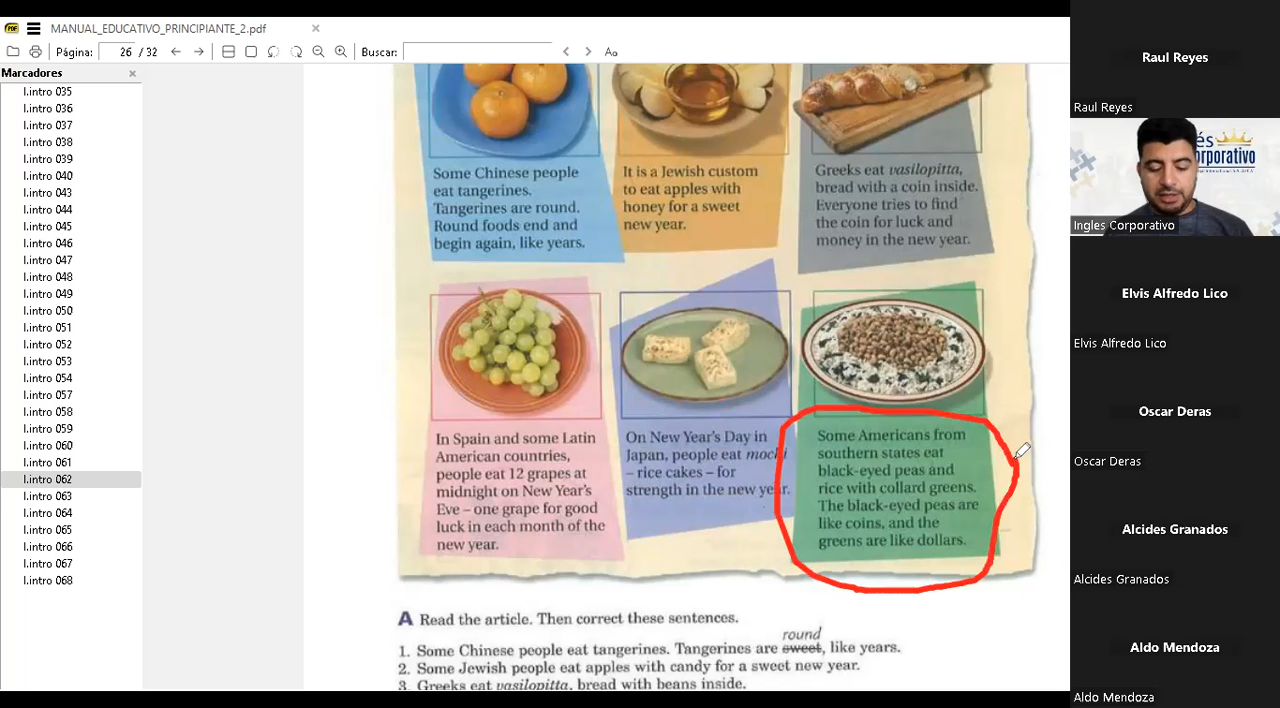 MANUAL_EDUCATIVO_PRINCIPIANTE_2.pdf
Página: 26 / 32 Buscar:
Marcadores
I.intro 035
I.intro 036
I.intro 037
I.intro 038
I.intro 039
I.intro 040
I.intro 043
I.intro 044
I.intro 045
I.intro 046
I.intro 047
I.intro 048
I.intro 049
I.intro 050
I.intro 051
I.intro 052
I.intro 053
I.intro 054
I.intro 057
I.intro 058
I.intro 059
I.intro 060
I.intro 061
I.intro 062
I.intro 063
I.intro 064
I.intro 065
I.intro 066
I.intro 067
I.intro 068
Some Chinese people
eat tangerines.
Tangerines are round.
Round foods end and
begin again, like years.
It is a Jewish custom
to eat apples with
honey for a sweet
new year.
Greeks eat vasilopitta,
bread with a coin inside.
Everyone tries to find
the coin for luck and
money in the new year.
In Spain and some Latin
American countries,
people eat 12 grapes at
midnight on New Year's
Eve – one grape for good
luck in each month of the
new year.
On New Year's Day in
Japan, people eat mochi
– rice cakes – for
strength in the new year.
Some Americans from
southern states eat
black-eyed peas and
rice with collard greens.
The black-eyed peas are
like coins, and the
greens are like dollars.
A Read the article. Then correct these sentences.
round
1. Some Chinese people eat tangerines. Tangerines are sweet, like years.
2. Some Jewish people eat apples with candy for a sweet new year.
3. Greeks eat vasilopitta, bread with beans inside.
Raul Reyes
Raul Reyes
és
orporativo
Ingles Corporativo
Elvis Alfredo Lico
Elvis Alfredo Lico
Oscar Deras
Oscar Deras
Alcides Granados
Alcides Granados
Aldo Mendoza
Aldo Mendoza